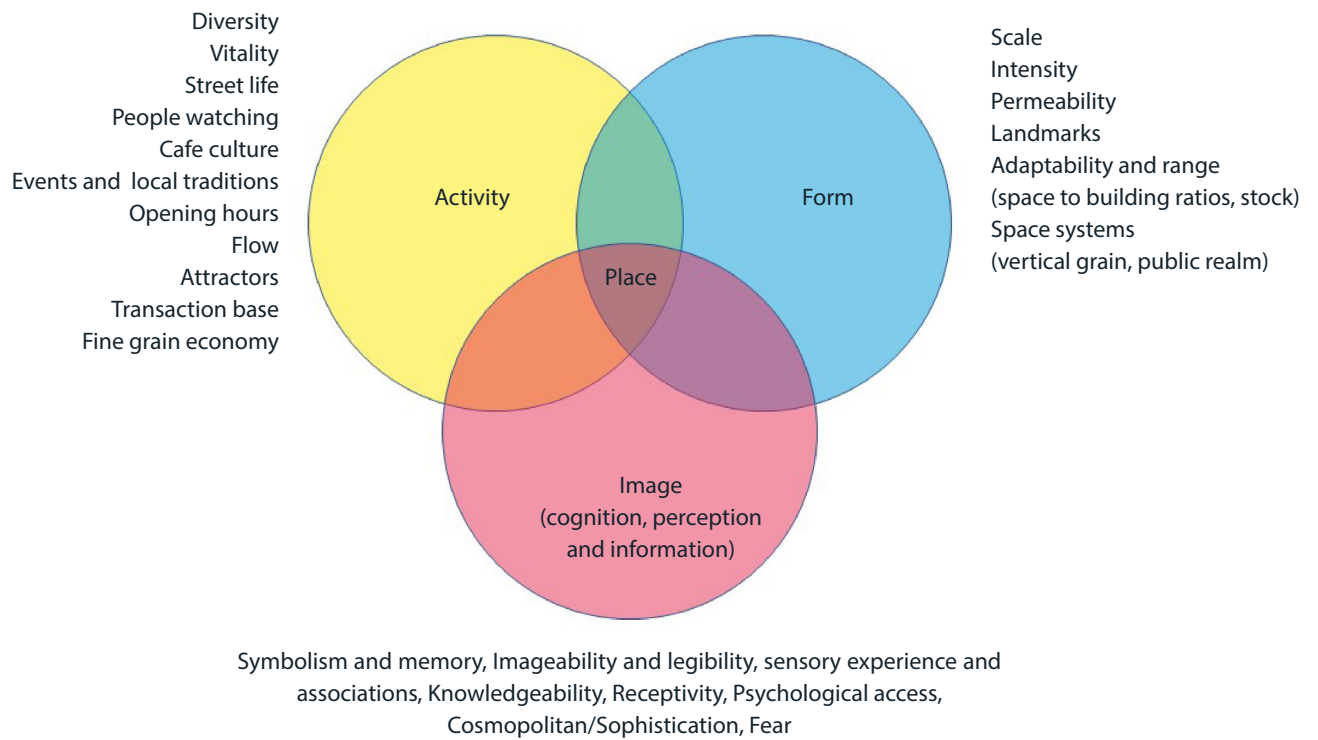 Diversity
Vitality
Street life
People watching
Cafe culture
Events and local traditions
Opening hours
Flow
Attractors
Transaction base
Fine grain economy
Activity
Form
Place
Image
(cognition, perception
and information)
Scale
Intensity
Permeability
Landmarks
Adaptability and range
(space to building ratios, stock)
Space systems
(vertical grain, public realm)
Symbolism and memory, Imageability and legibility, sensory experience and
associations, Knowledgeability, Receptivity, Psychological access,
Cosmopolitan/Sophistication, Fear